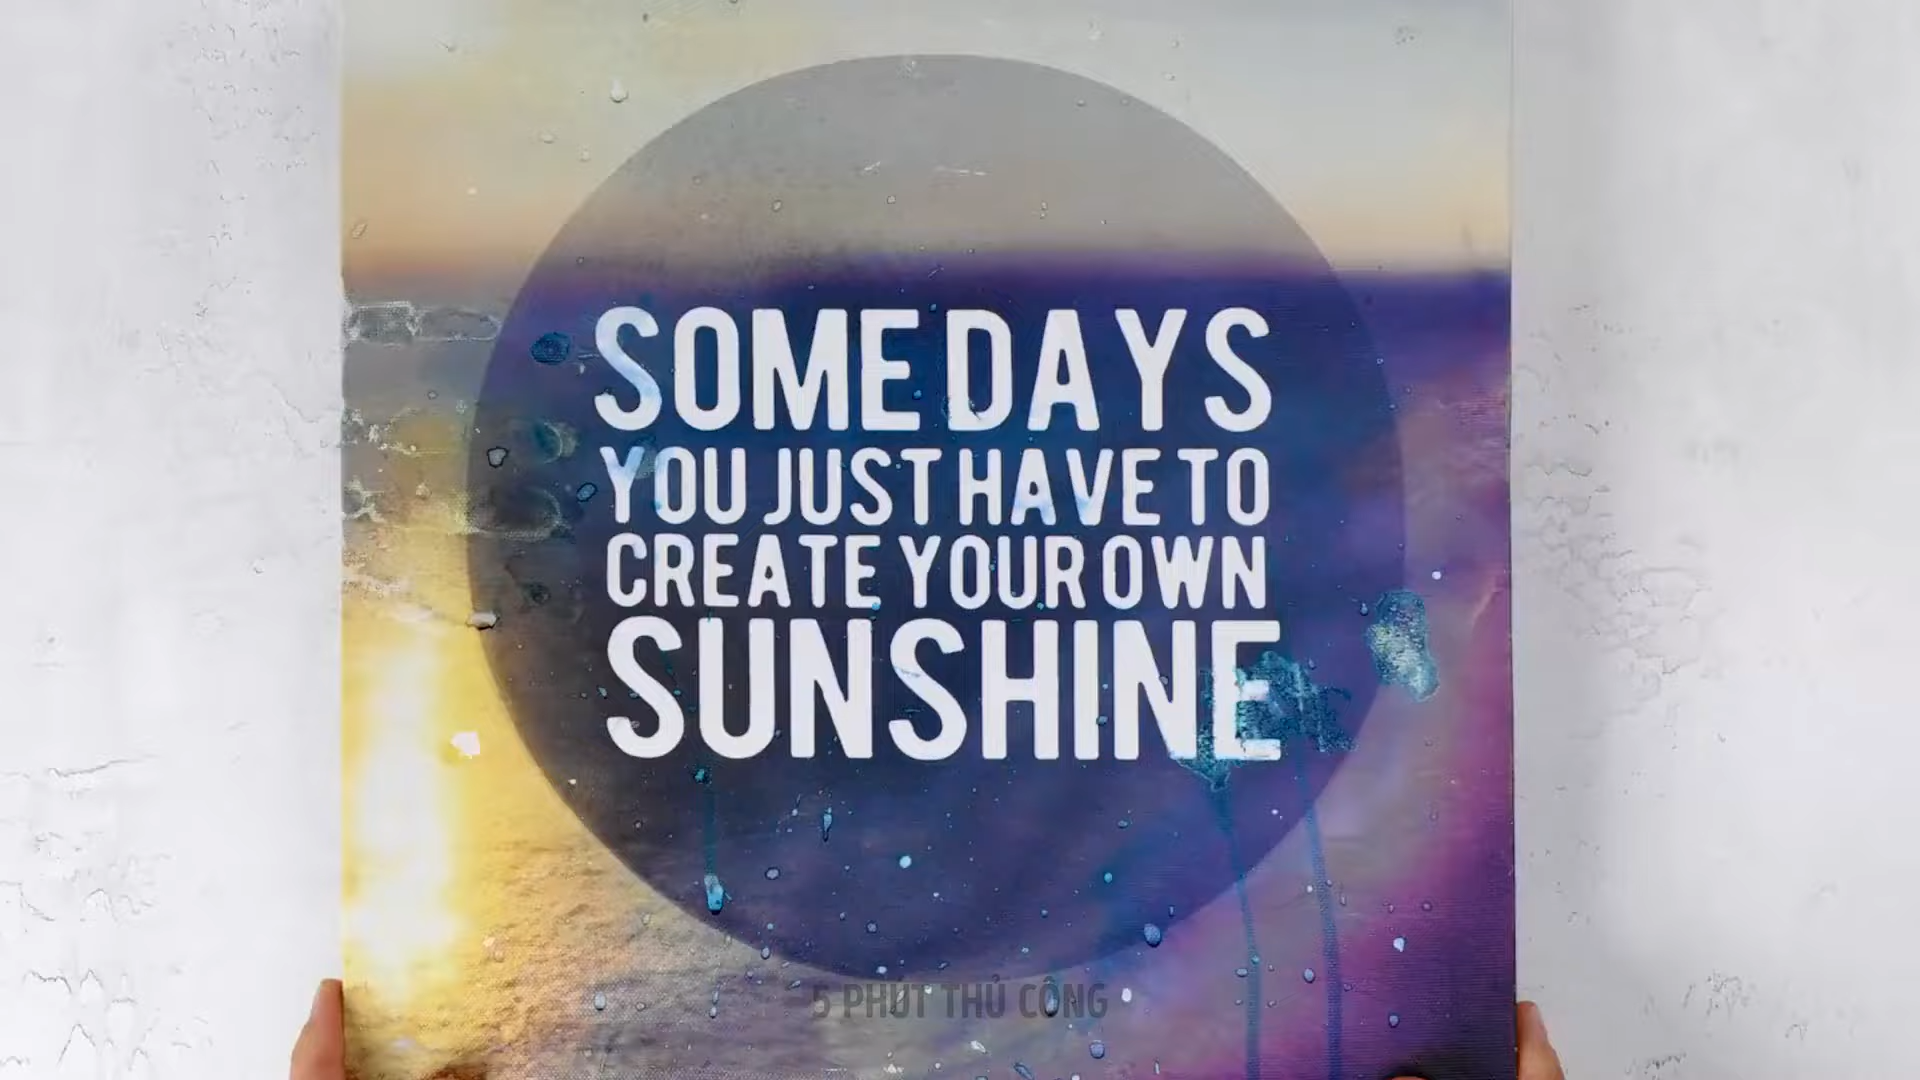 SOME DAYS
YOU JUST HAVE TO
CREATE YOUR OWN
SUNSHINE
5 PHÚT THỦ CÔNG